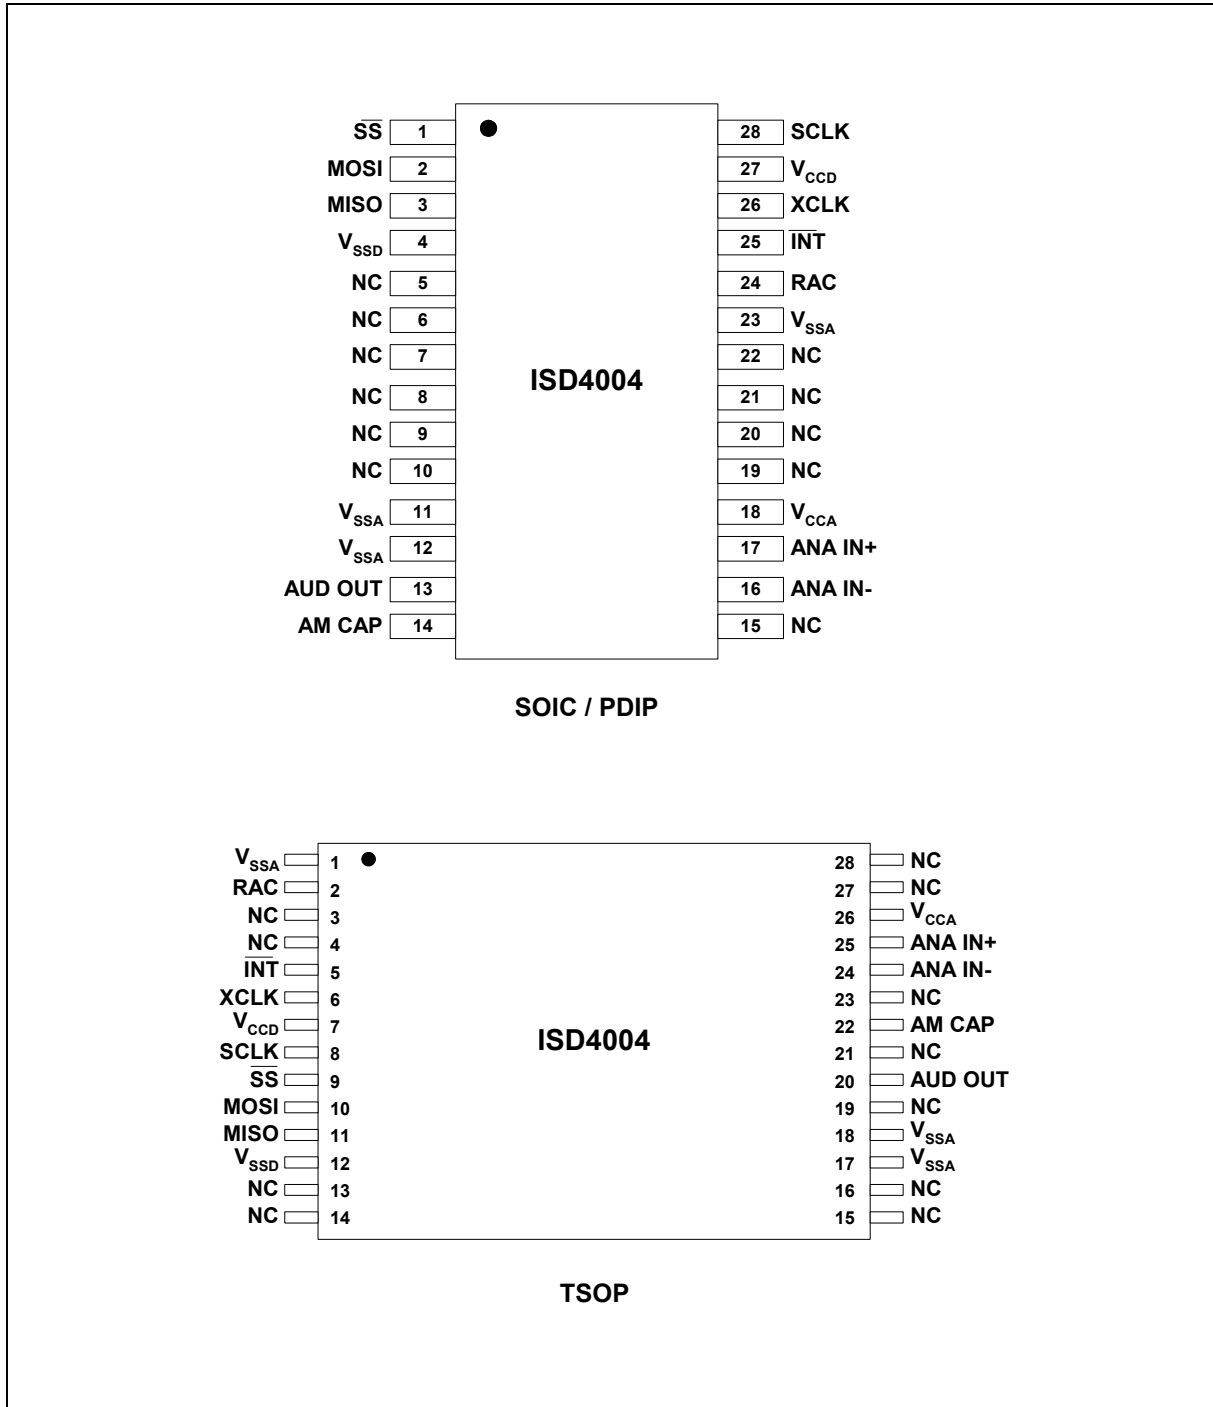 SS 1 28 SCLK
MOSI 2 27 VCCD
MISO 3 26 XCLK
VSSD 4 25 INT
NC 5 24 RAC
NC 6 23 VSSA
NC 7 22 NC
ISD4004
NC 8 21 NC
NC 9 20 NC
NC 10 19 NC
VSSA 11 18 VCCA
VSSA 12 17 ANA IN+
AUD OUT 13 16 ANA IN-
AM CAP 14 15 NC
SOIC / PDIP
VSSA 1 28 NC
RAC 2 27 NC
NC 3 26 VCCA
NC 4 25 ANA IN+
INT 5 24 ANA IN-
XCLK 6 23 NC
VCCD 7 22 AM CAP
ISD4004
SCLK 8 21 NC
SS 9 20 AUD OUT
MOSI 10 19 NC
MISO 11 18 VSSA
VSSD 12 17 VSSA
NC 13 16 NC
NC 14 15 NC
TSOP